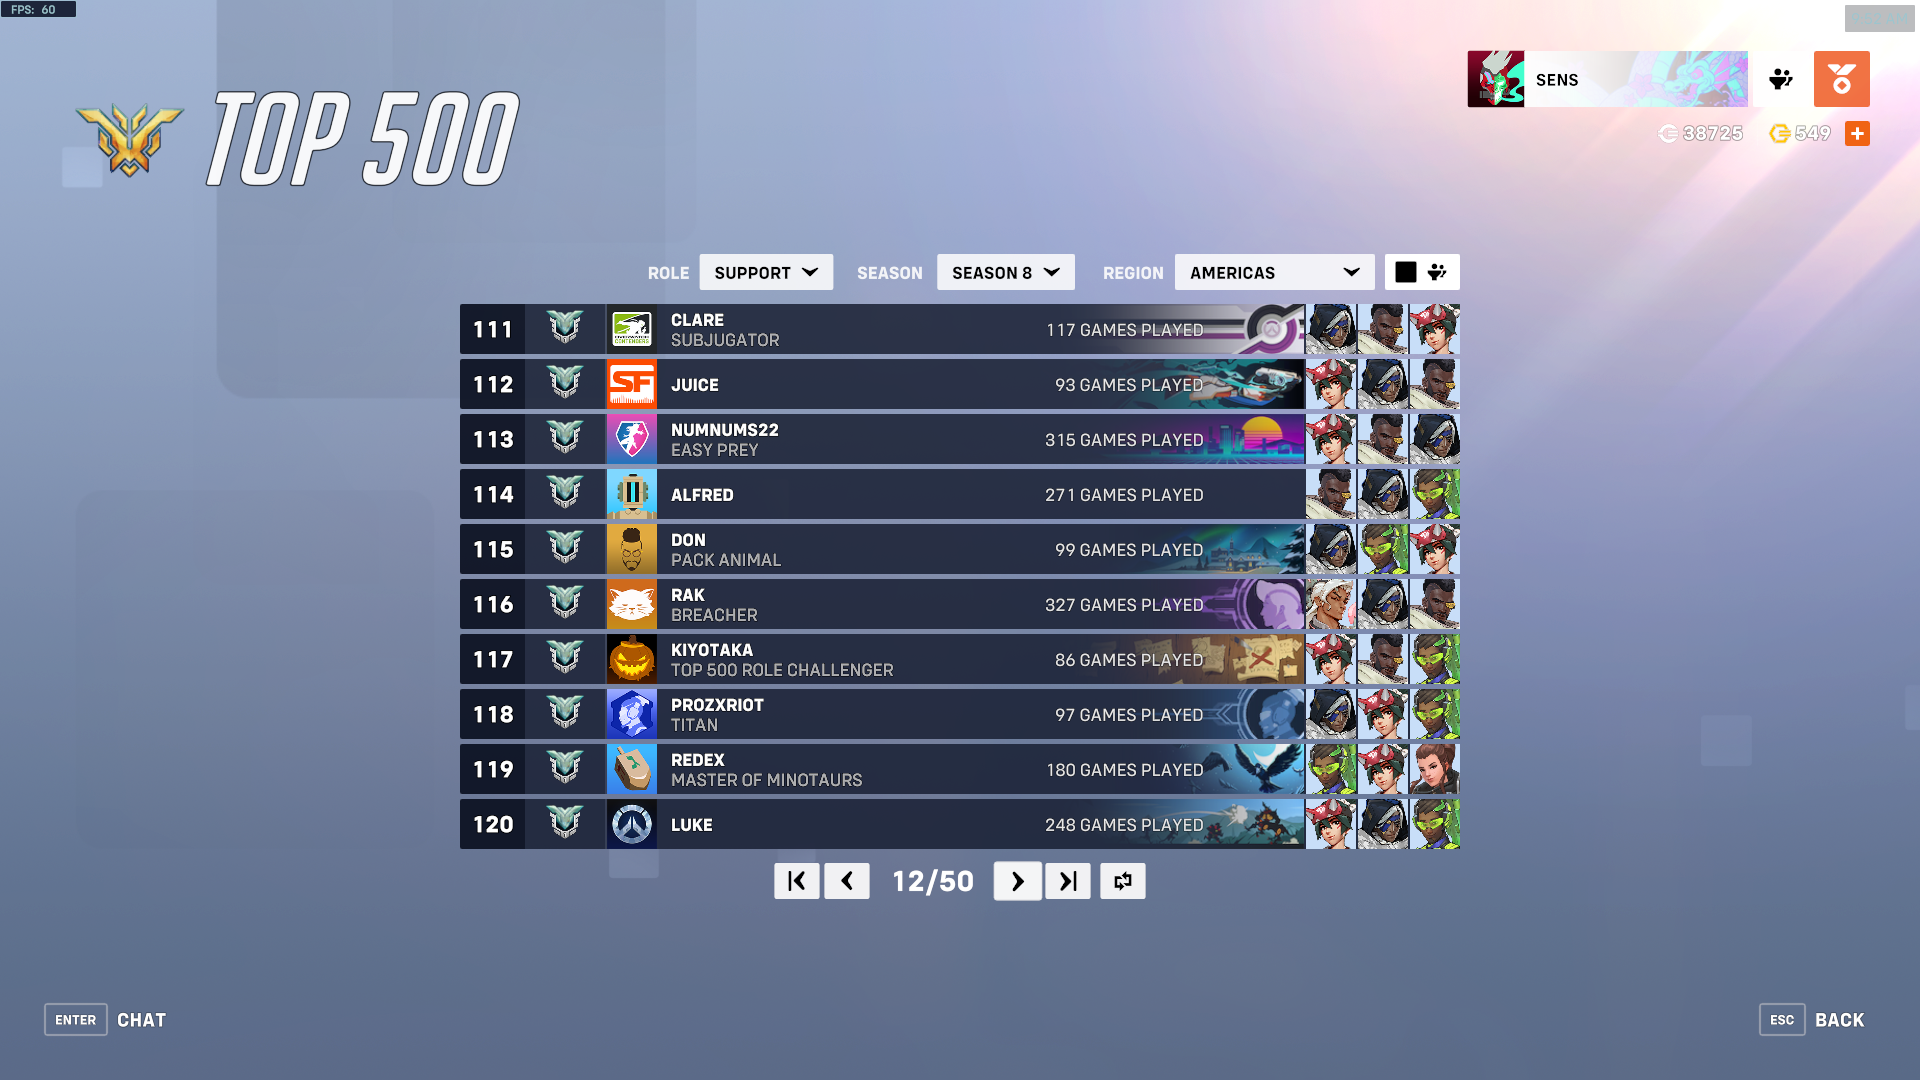 FPS: 60
TOP 500
SENS
38725
549
ROLE SUPPORT SEASON SEASON 8 REGION AMERICAS
111 CLARE
SUBJUGATOR
117 GAMES PLAYED
112 SF JUICE 93 GAMES PLAYED
113 NUMNUMS22
EASY PREY
315 GAMES PLAYED
114 ALFRED 271 GAMES PLAYED
115 DON
PACK ANIMAL
99 GAMES PLAYED
116 RAK
BREACHER
327 GAMES PLAYED
117 KIYOTAKA
TOP 500 ROLE CHALLENGER
86 GAMES PLAYED
118 PROZXRIOT
TITAN
97 GAMES PLAYED
119 REDEX
MASTER OF MINOTAURS
180 GAMES PLAYED
120 LUKE 248 GAMES PLAYED
12/50
ENTER CHAT
ESC BACK